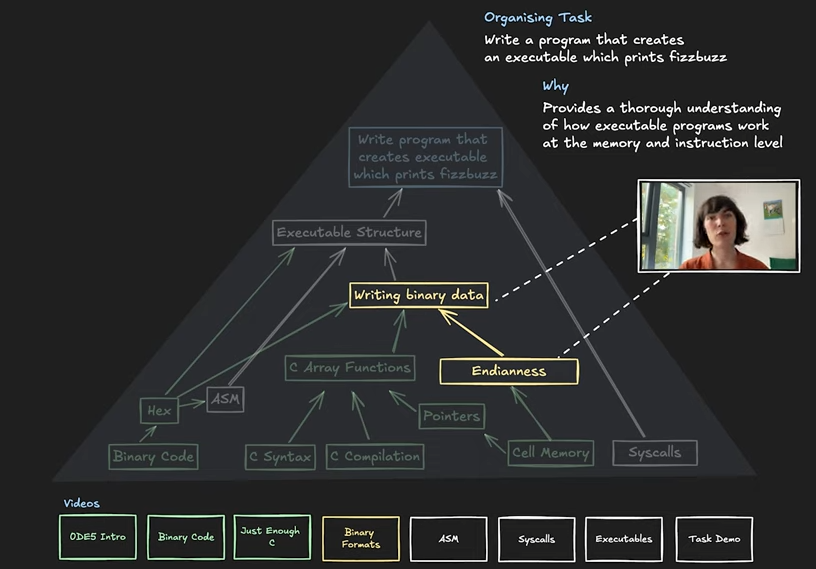 Organising Task
Write a program that creates
an executable which prints fizzbuzz
Why
Provides a thorough understanding
of how executable programs work
at the memory and instruction level
Write program that
creates executable
which prints fizzbuzz
Executable Structure
Writing binary data
C Array Functions
Endianness
Hex
ASM
Pointers
Binary Code
C Syntax
C Compilation
Cell Memory
Syscalls
Videos
ODE5 Intro
Binary Code
Just Enough
C
Binary
Formats
ASM
Syscalls
Executables
Task Demo